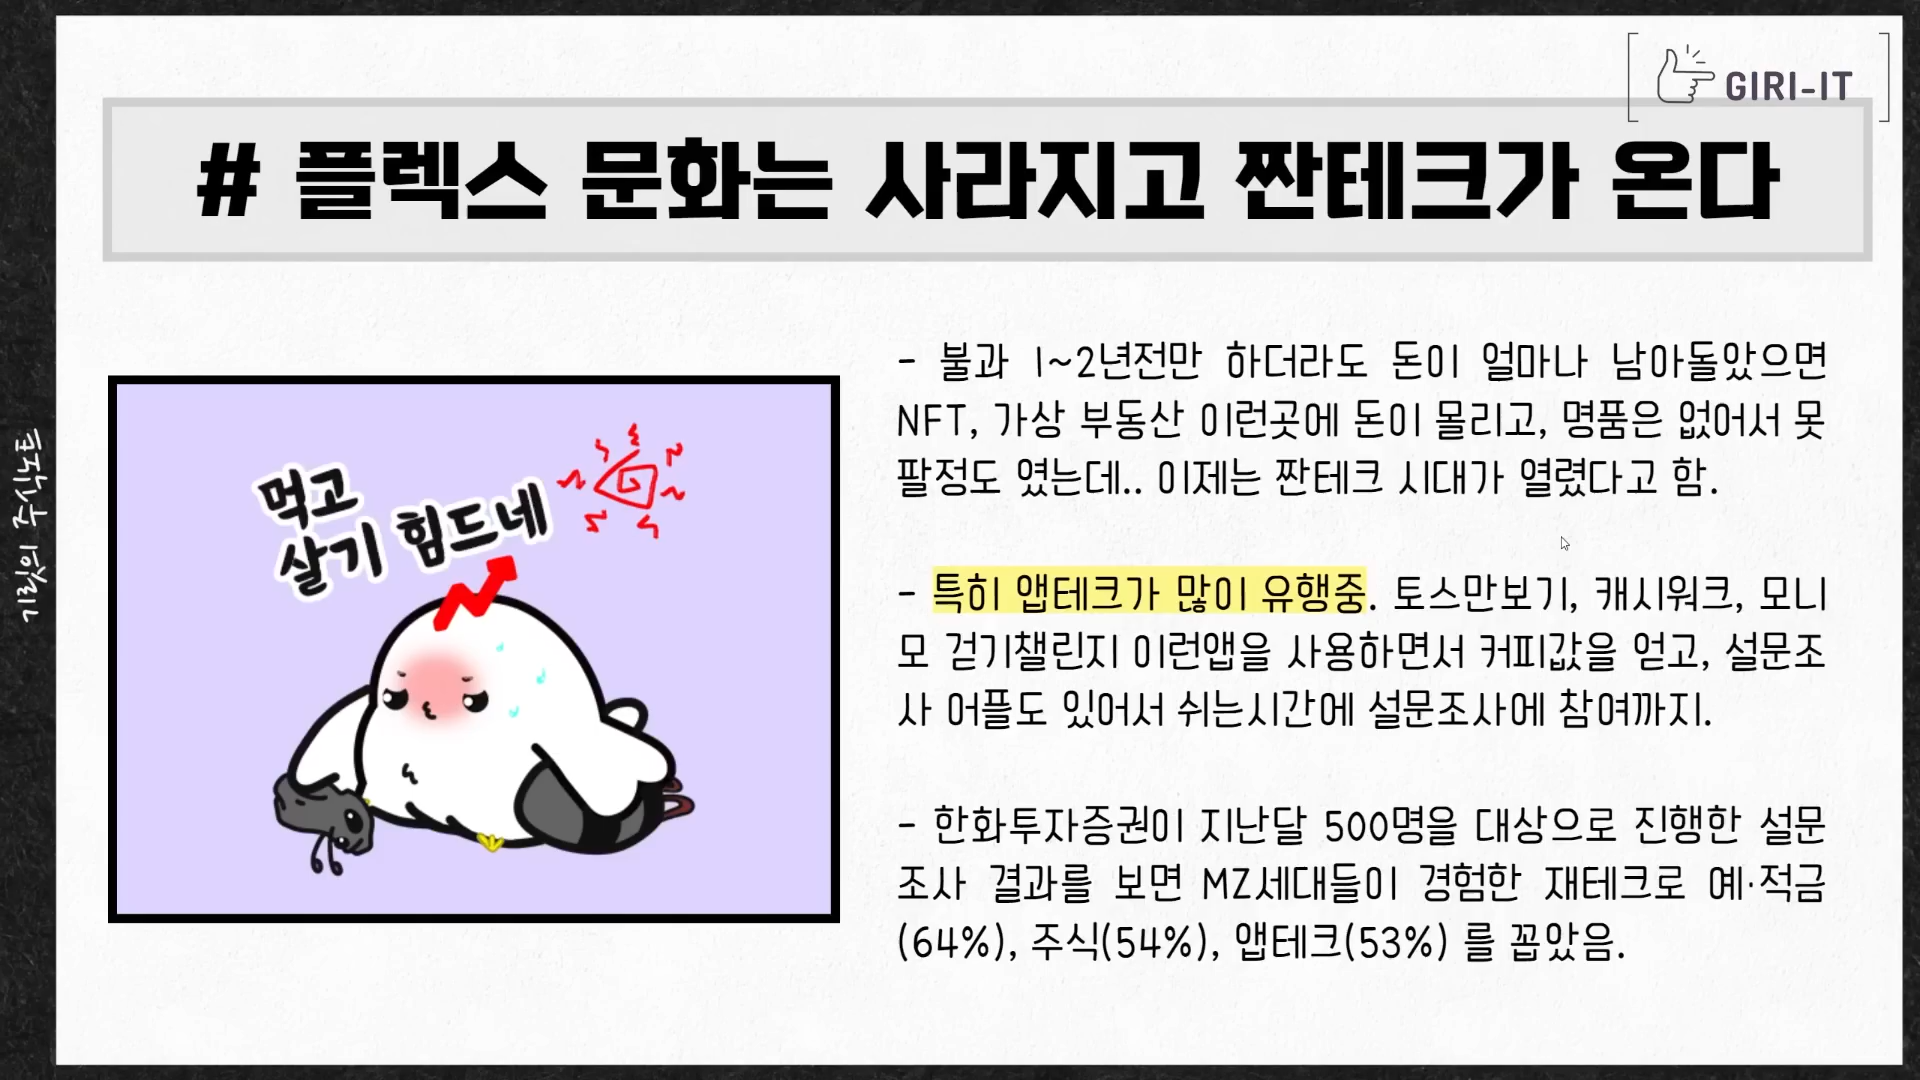 GIRI-IT
# 플렉스 문화는 사라지고 짠테크가 온다
기릿의 주식노트
먹고
살기 힘드네
- 불과 1~2년전만 하더라도 돈이 얼마나 남아돌았으면
NFT, 가상 부동산 이런곳에 돈이 몰리고, 명품은 없어서 못
팔정도 였는데.. 이제는 짠테크 시대가 열렸다고 함.
- 특히 앱테크가 많이 유행중. 토스만보기, 캐시워크, 모니
모 걷기챌린지 이런앱을 사용하면서 커피값을 얻고, 설문조
사 어플도 있어서 쉬는시간에 설문조사에 참여까지.
- 한화투자증권이 지난달 500명을 대상으로 진행한 설문
조사 결과를 보면 MZ세대들이 경험한 재테크로 예·적금
(64%), 주식(54%), 앱테크(53%) 를 꼽았음.